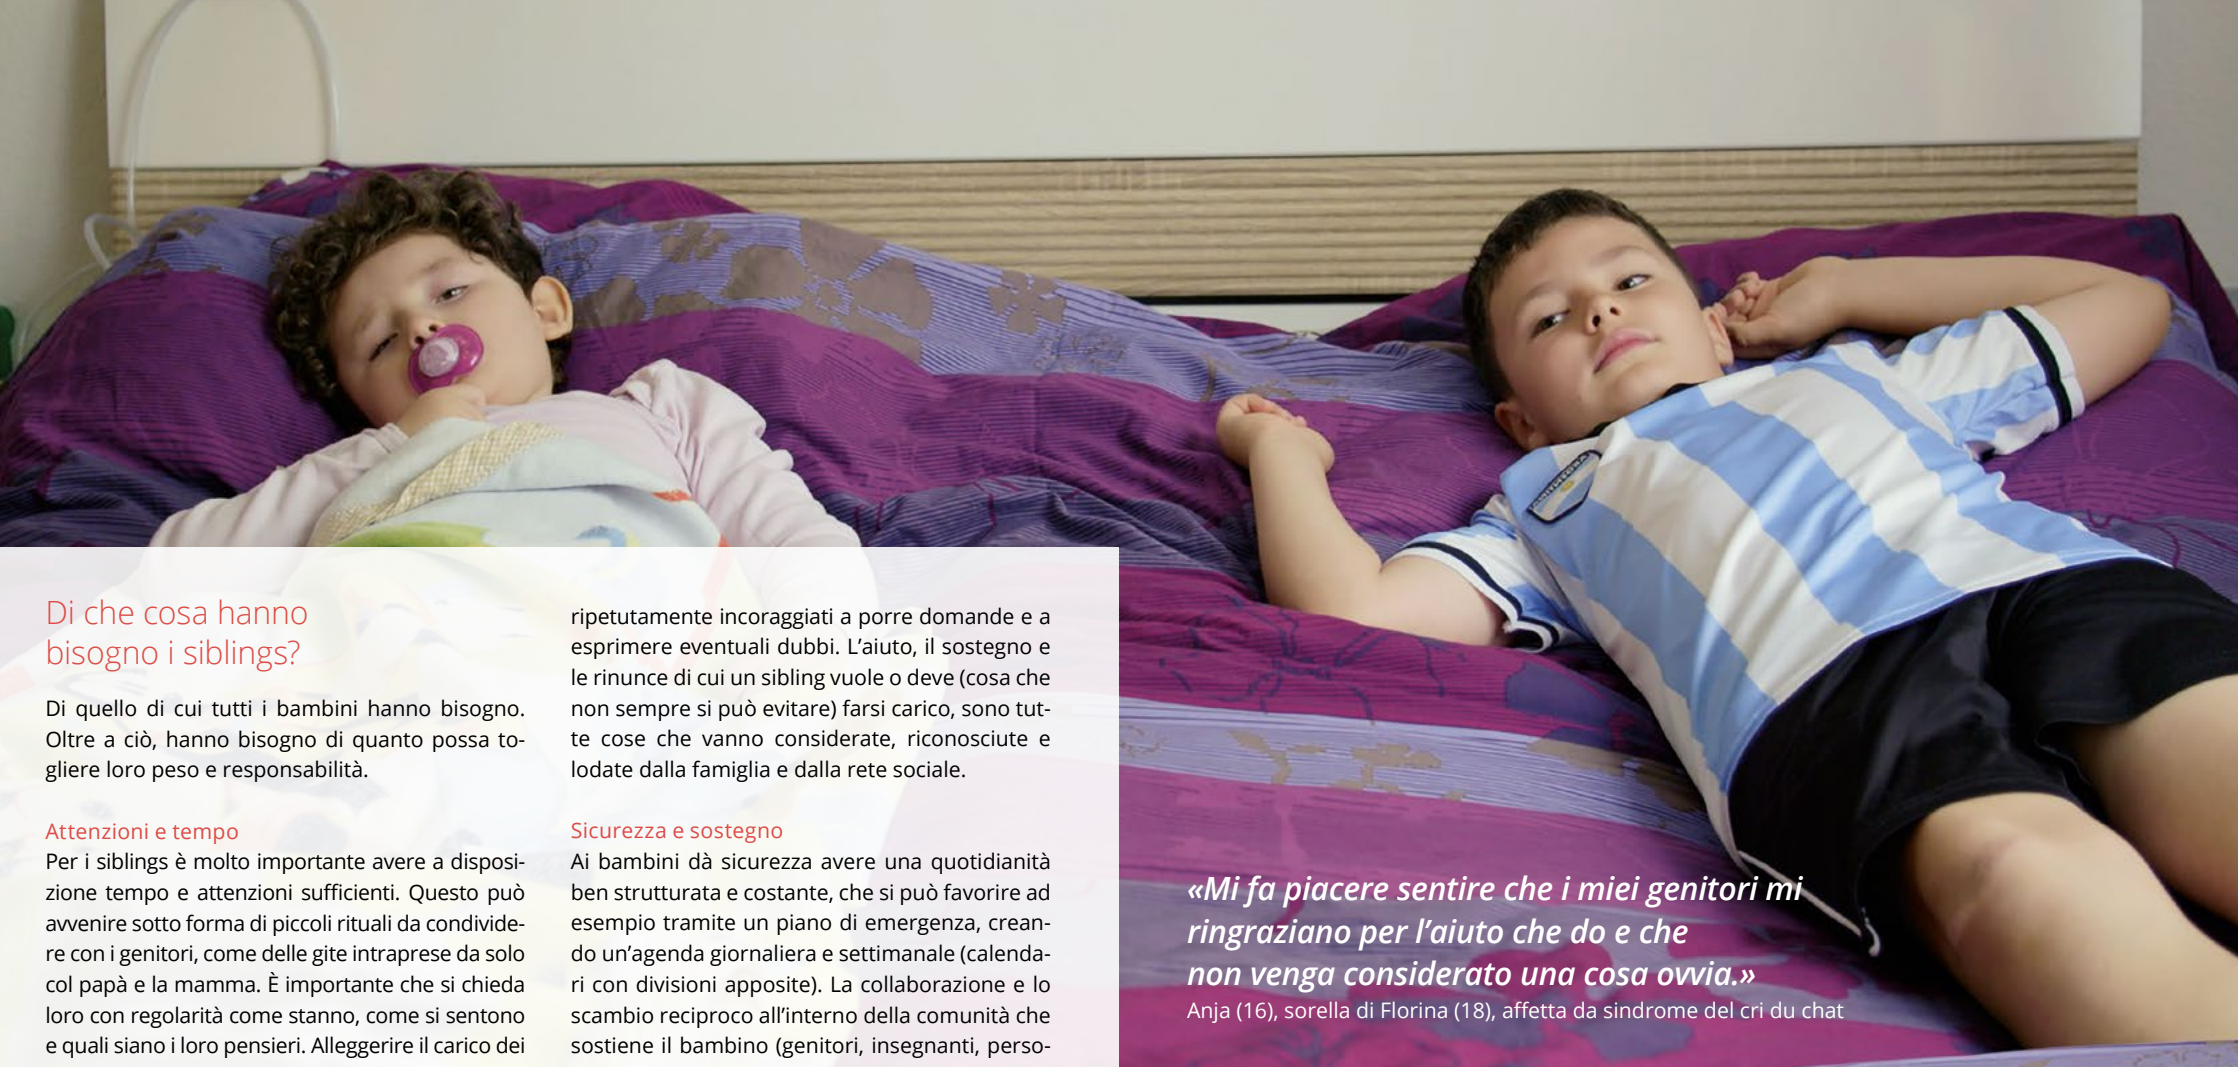 Di che cosa hanno
bisogno i siblings?
Di quello di cui tutti i bambini hanno bisogno.
Oltre a ciò, hanno bisogno di quanto possa to-
gliere loro peso e responsabilità.
Attenzioni e tempo
Per i siblings è molto importante avere a disposi-
zione tempo e attenzioni sufficienti. Questo può
avvenire sotto forma di piccoli rituali da condivide-
re con i genitori, come delle gite intraprese da solo
col papà e la mamma. È importante che si chieda
loro con regolarità come stanno, come si sentono
e quali siano i loro pensieri. Alleggerire il carico dei
ripetutamente incoraggiati a porre domande e a
esprimere eventuali dubbi. L’aiuto, il sostegno e
le rinunce di cui un sibling vuole o deve (cosa che
non sempre si può evitare) farsi carico, sono tut-
te cose che vanno considerate, riconosciute e
lodate dalla famiglia e dalla rete sociale.
Sicurezza e sostegno
Ai bambini dà sicurezza avere una quotidianità
ben strutturata e costante, che si può favorire ad
esempio tramite un piano di emergenza, crean-
do un’agenda giornaliera e settimanale (calenda-
ri con divisioni apposite). La collaborazione e lo
scambio reciproco all’interno della comunità che
sostiene il bambino (genitori, insegnanti, perso-
«Mi fa piacere sentire che i miei genitori mi
ringraziano per l’aiuto che do e che
non venga considerato una cosa ovvia.»
Anja (16), sorella di Florina (18), affetta da sindrome del cri du chat